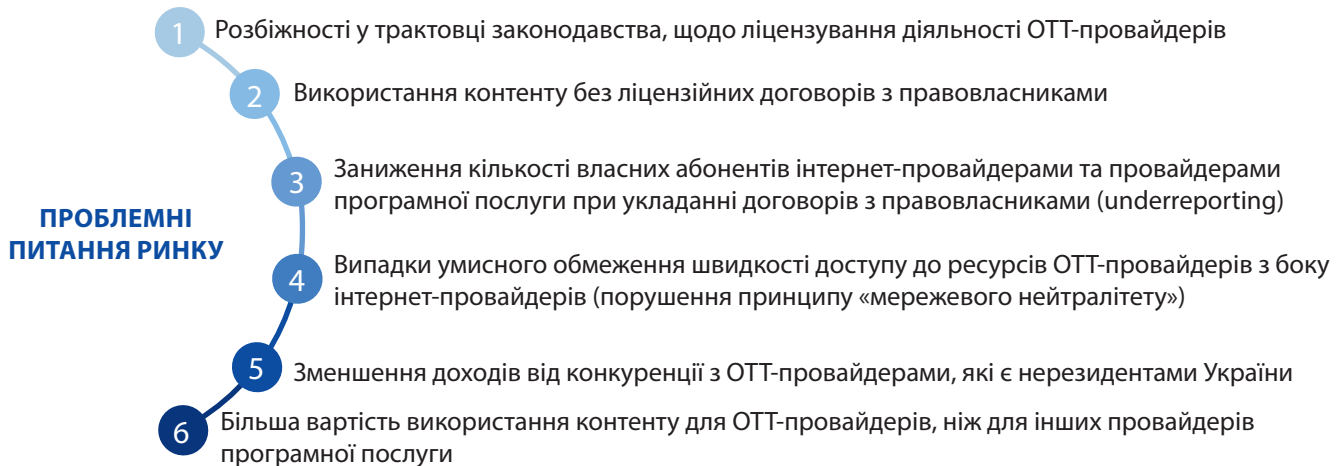 1 Розбіжності у трактовці законодавства, щодо ліцензування діяльності ОТТ-провайдерів
2 Використання контенту без ліцензійних договорів з правовласниками
3 Заниження кількості власних абонентів інтернет-провайдерами та провайдерами
програмної послуги при укладанні договорів з правовласниками (underreporting)
ПРОБЛЕМНІ
ПИТАННЯ РИНКУ
4 Випадки умисного обмеження швидкості доступу до ресурсів ОТТ-провайдерів з боку
інтернет-провайдерів (порушення принципу «мережевого нейтралітету»)
5 Зменшення доходів від конкуренції з ОТТ-провайдерами, які є нерезидентами України
6 Більша вартість використання контенту для ОТТ-провайдерів, ніж для інших провайдерів
програмної послуги